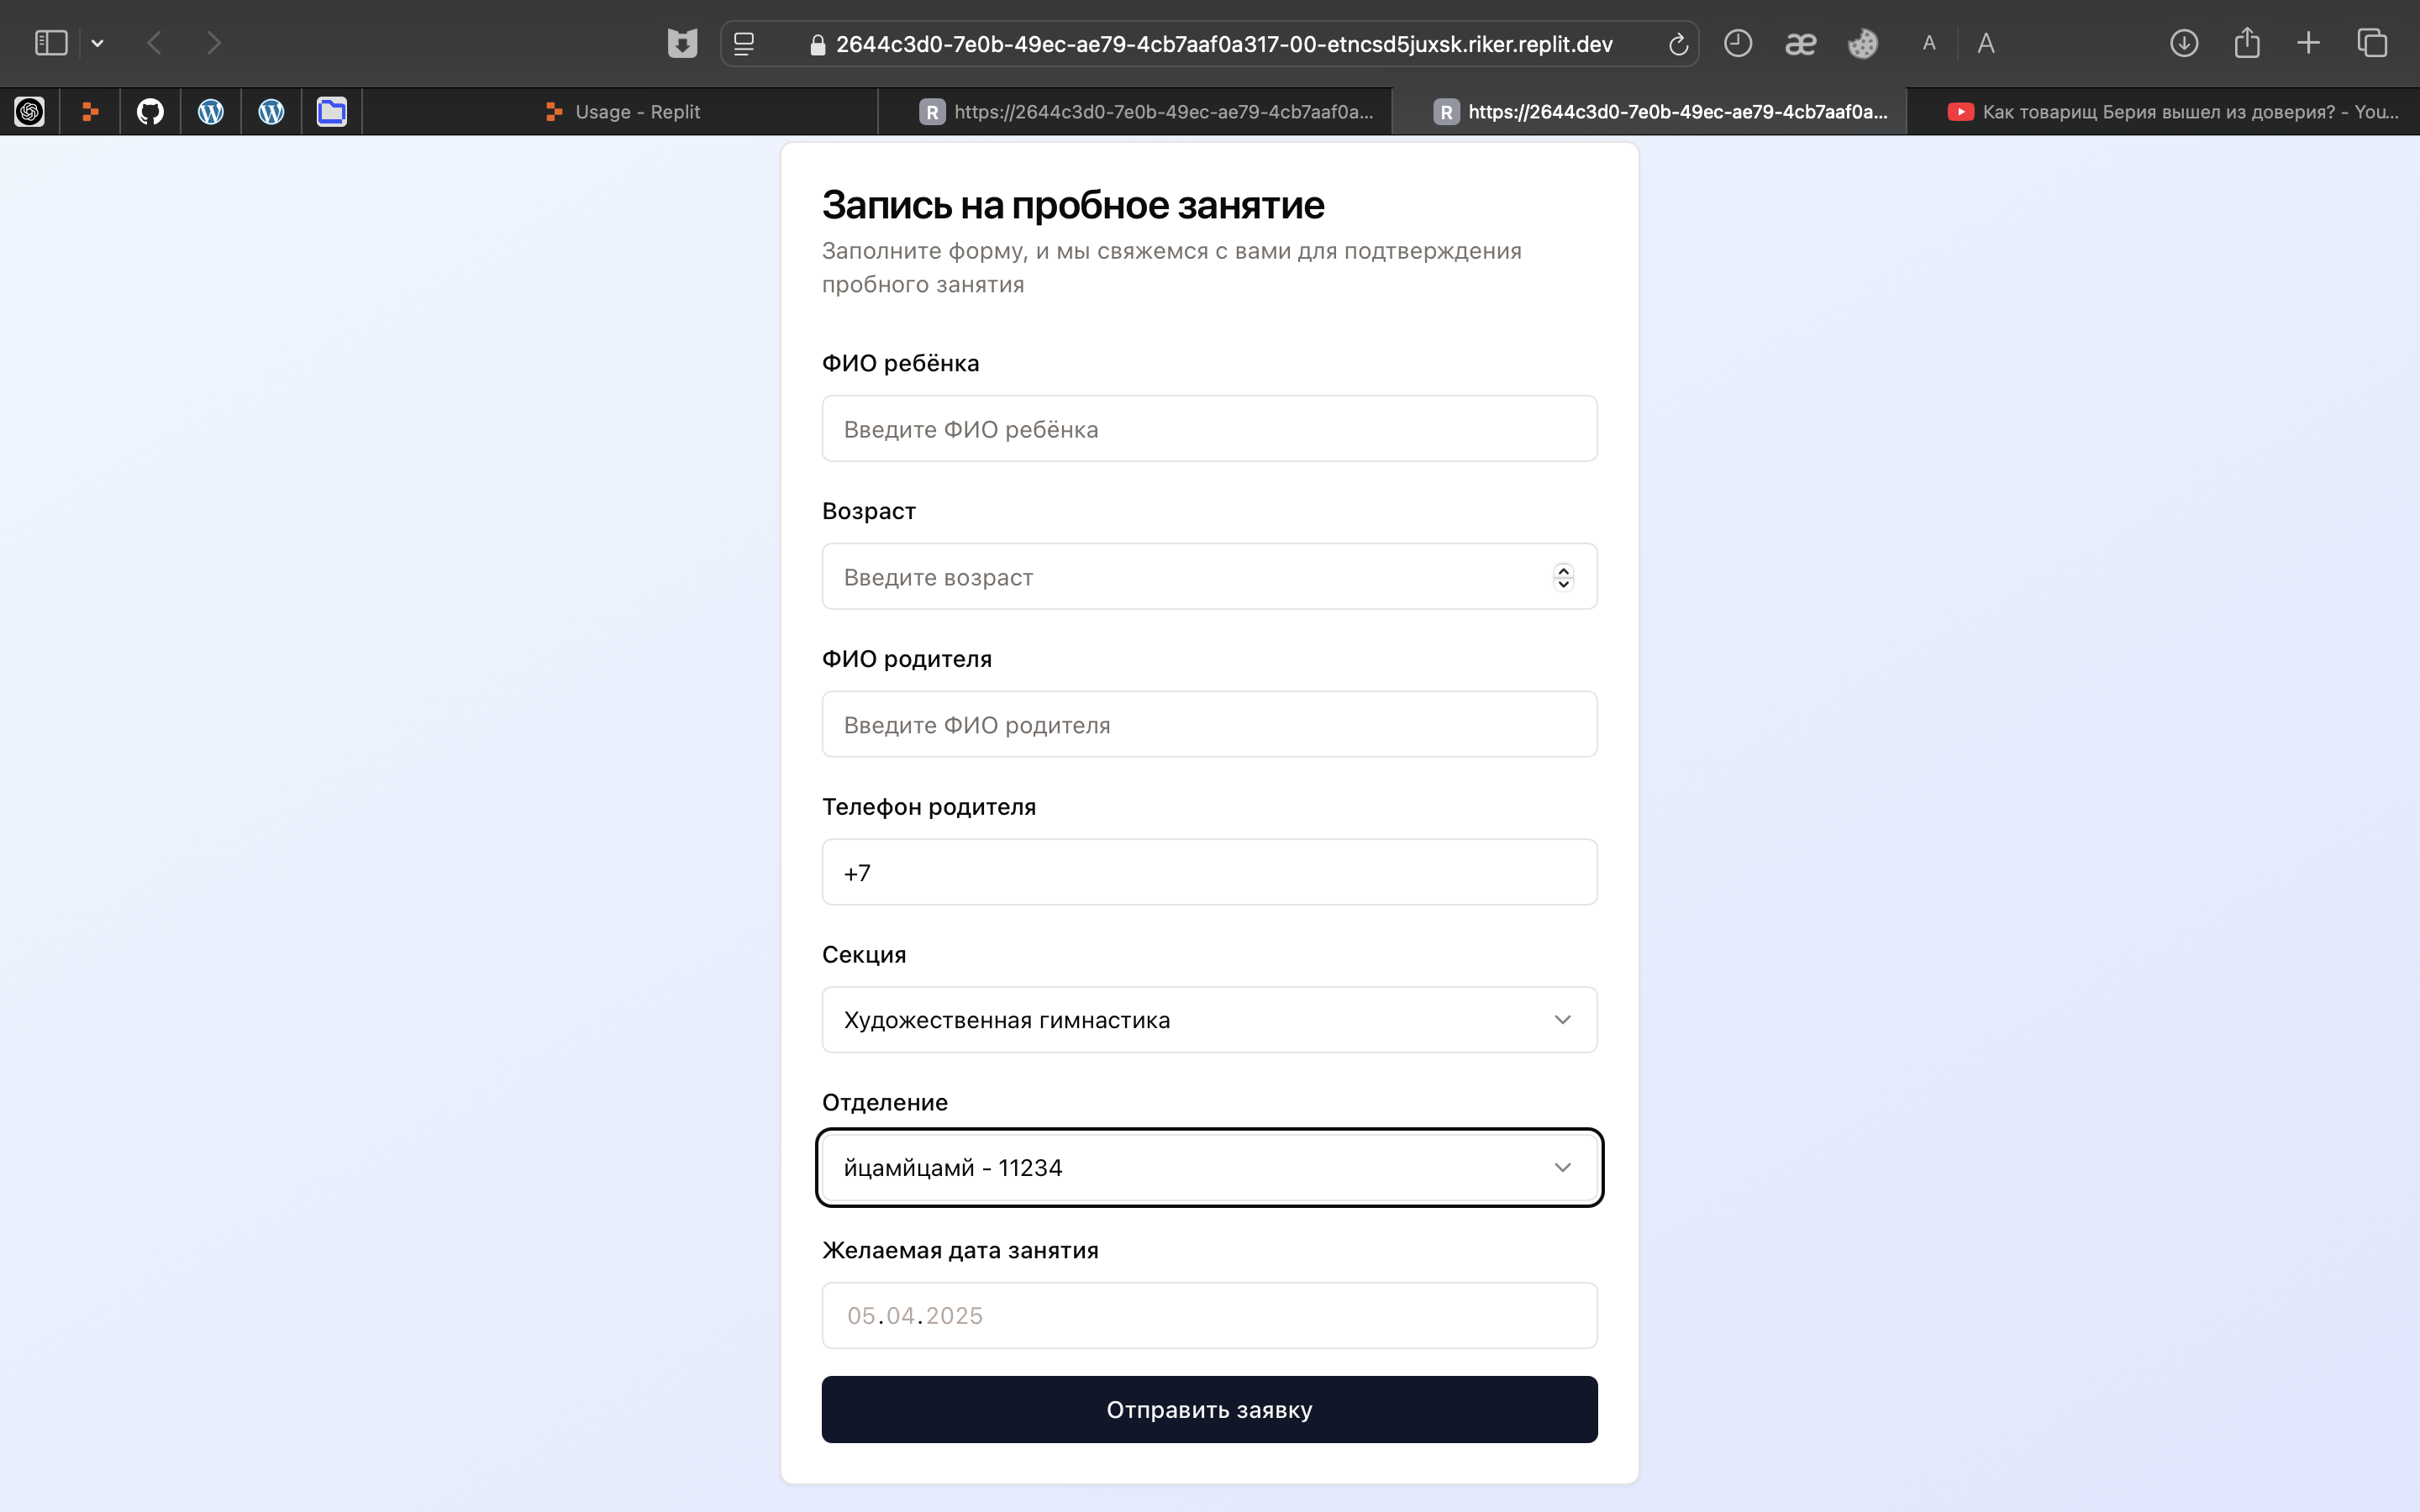 2644c3d0-7e0b-49ec-ae79-4cb7aaf0a317-00-etncsd5juxsk.riker.replit.dev
æ A A
Usage - Replit
R https://2644c3d0-7e0b-49ec-ae79-4cb7aaf0a...
R https://2644c3d0-7e0b-49ec-ae79-4cb7aaf0a...
Как товарищ Берия вышел из доверия? - You...
Запись на пробное занятие
Заполните форму, и мы свяжемся с вами для подтверждения
пробного занятия
ФИО ребёнка
Введите ФИО ребёнка
Возраст
Введите возраст
ФИО родителя
Введите ФИО родителя
Телефон родителя
+7
Секция
Художественная гимнастика
Отделение
йцамйцамй - 11234
Желаемая дата занятия
05.04.2025
Отправить заявку